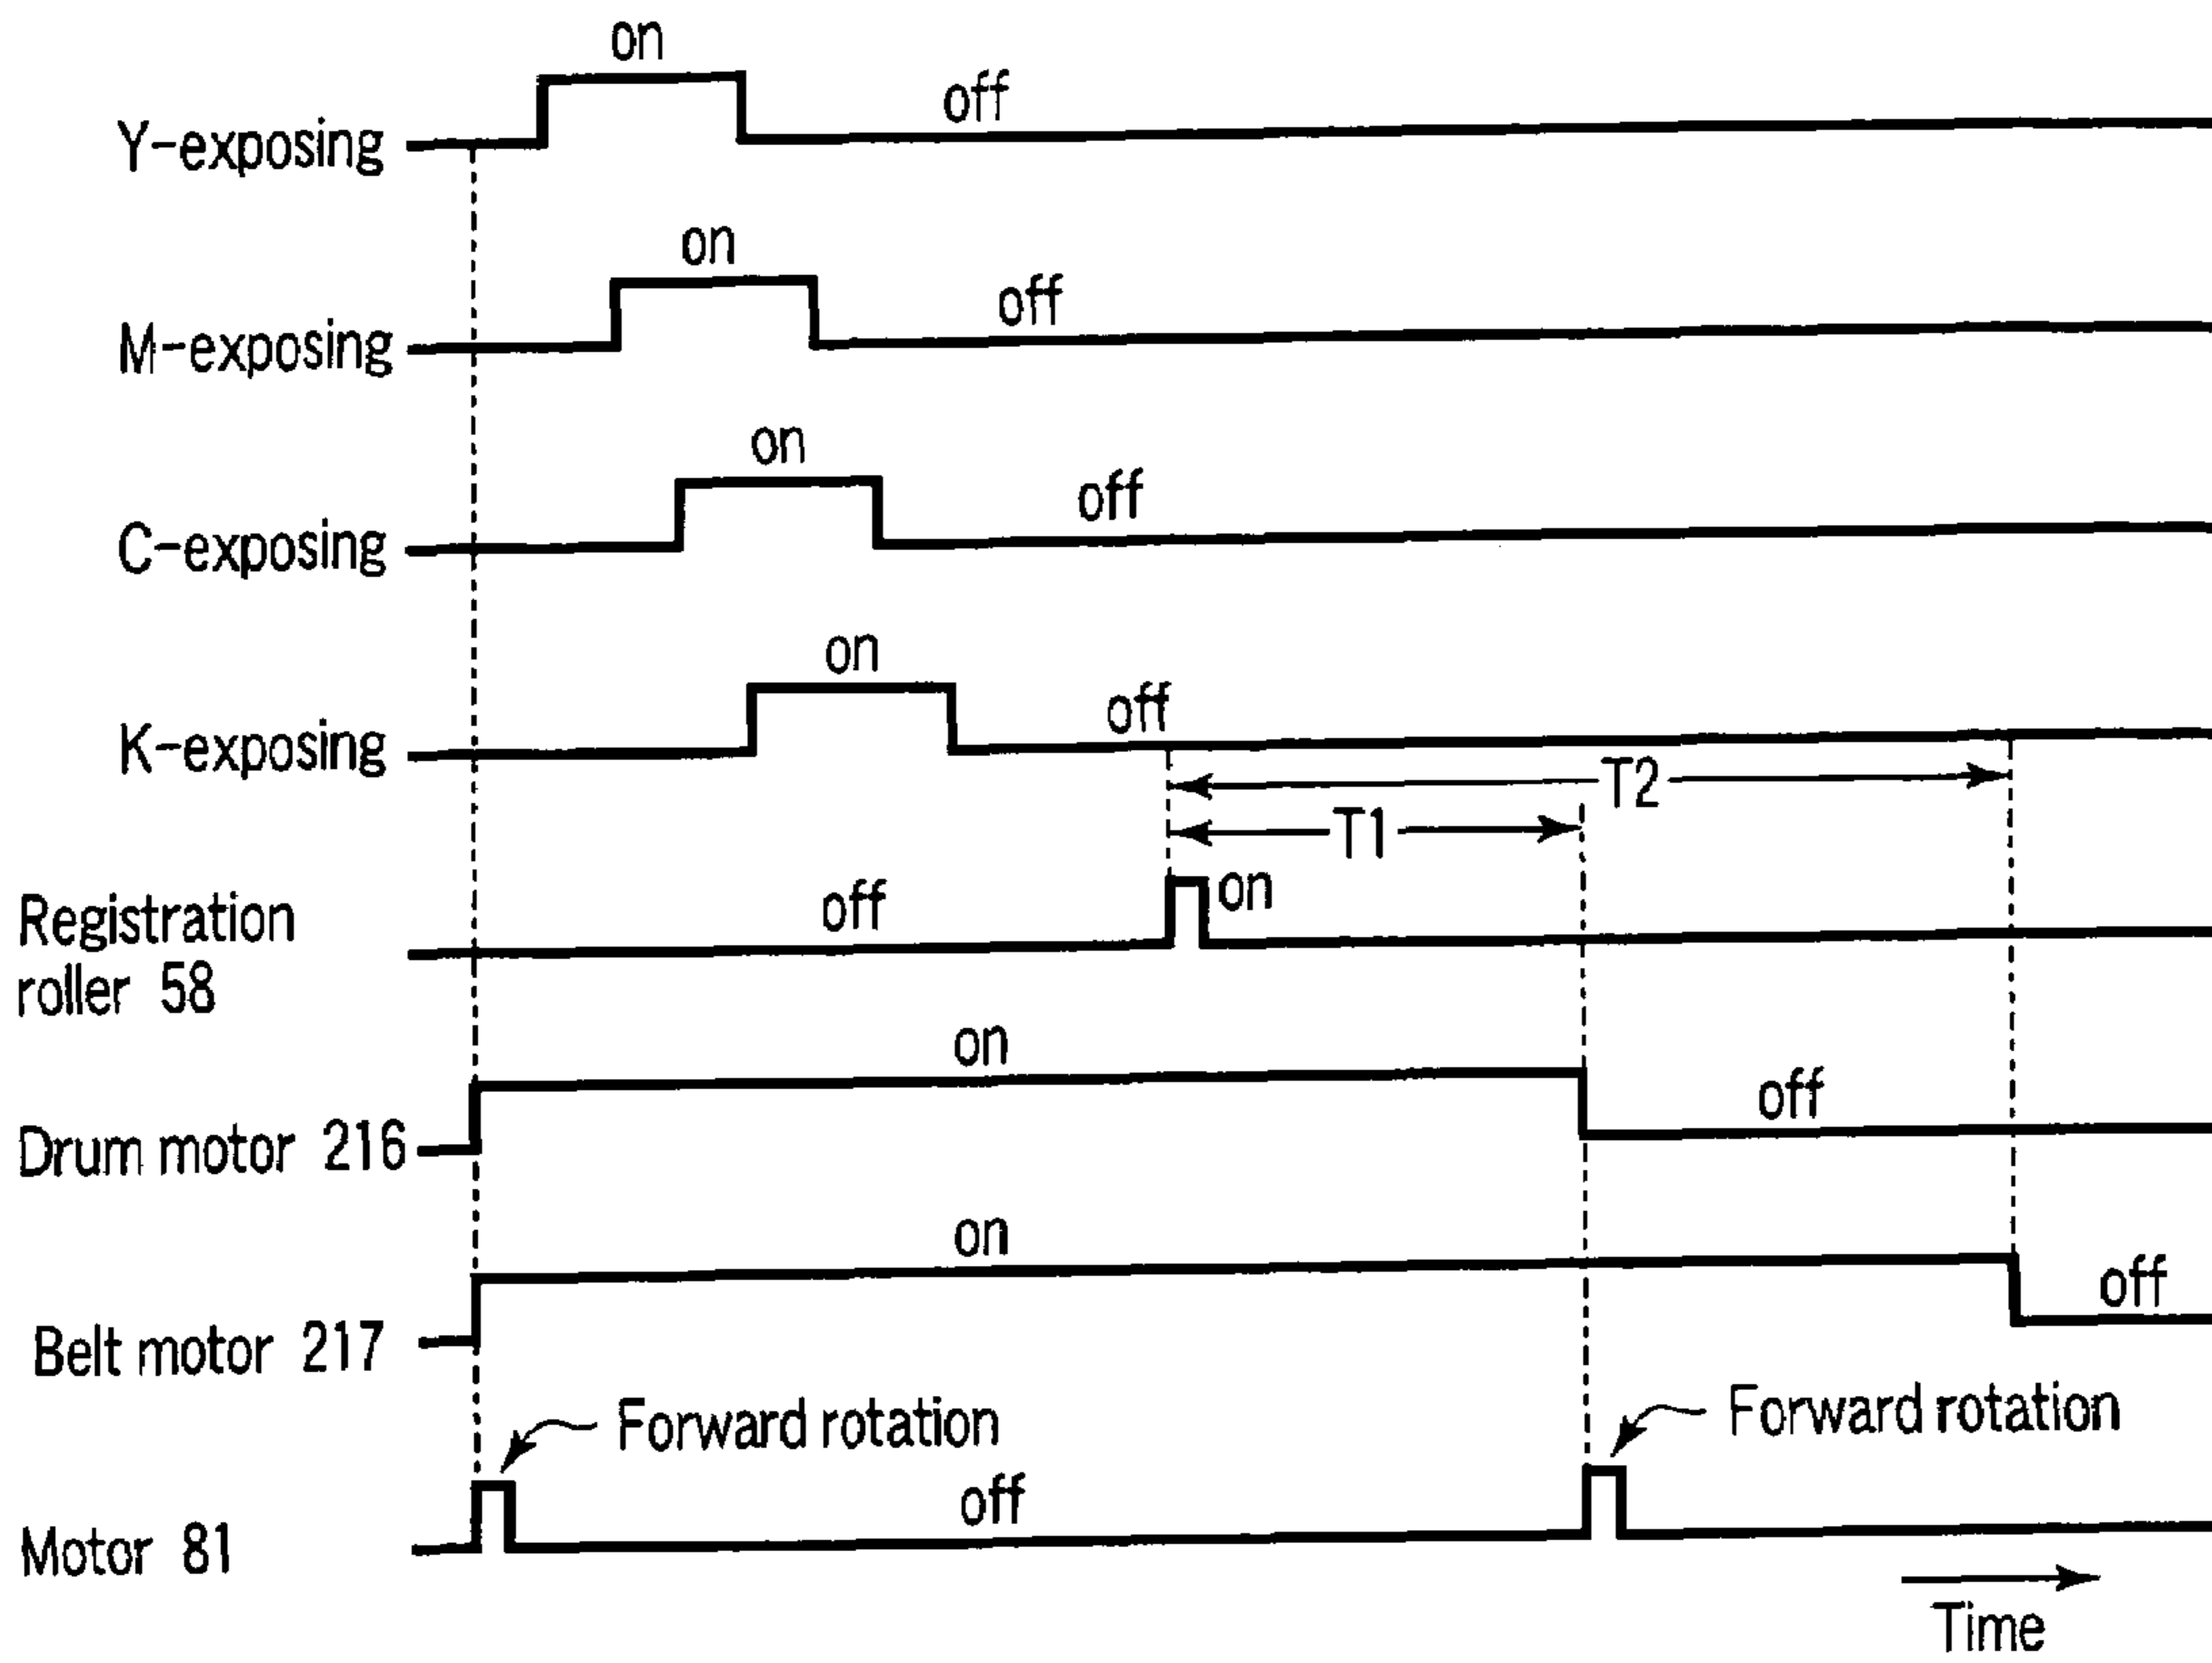 on
Y-exposing
off
on
M-exposing
off
on
C-exposing
off
on
K-exposing
off
T2
T1
Registration
roller 58
off
on
Drum motor 216
on
off
Belt motor 217
on
off
Forward rotation
Forward rotation
Motor 81
off
Time